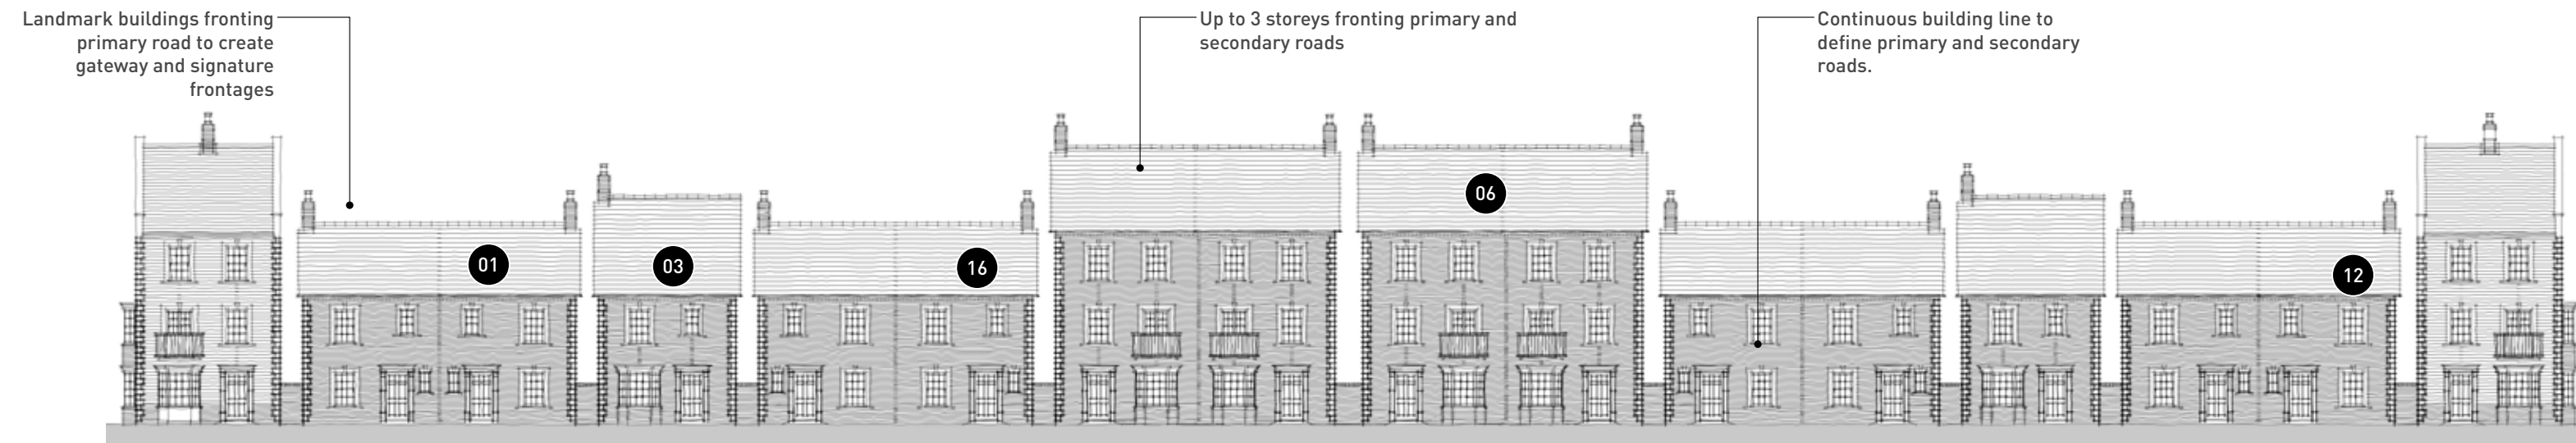 Landmark buildings fronting
primary road to create
gateway and signature
frontages
Up to 3 storeys fronting primary and
secondary roads
Continuous building line to
define primary and secondary
roads.
01
03
16
06
12